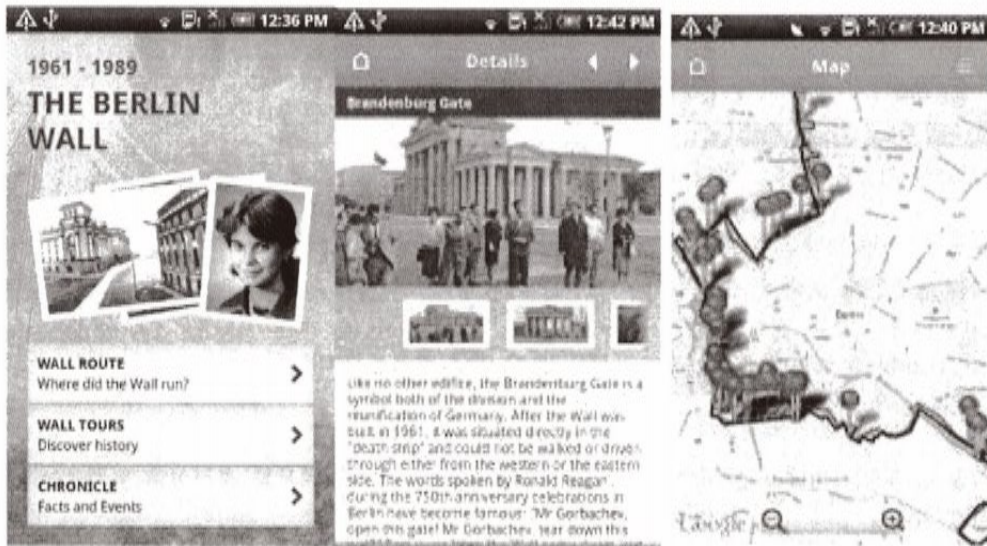 12:36 PM
1961 - 1989
THE BERLIN
WALL
WALL ROUTE
Where did the Wall run?
WALL TOURS
Discover history
CHRONICLE
Facts and Events
12:42 PM
Details
Brandenburg Gate
Like no other edifice, the Brandenburg Gate is a
symbol both of the division and the
reunification of Germany. After the Wall was
built in 1961, it was situated directly in the
"death strip" and could not be walked or driven
through either from the western or the eastern
side. The words spoken by Ronald Reagan
during the 750th anniversary celebrations in
Berlin have become famous: "Mr Gorbachev,
open this gate! Mr Gorbachev, tear down this
12:40 PM
Map
Google